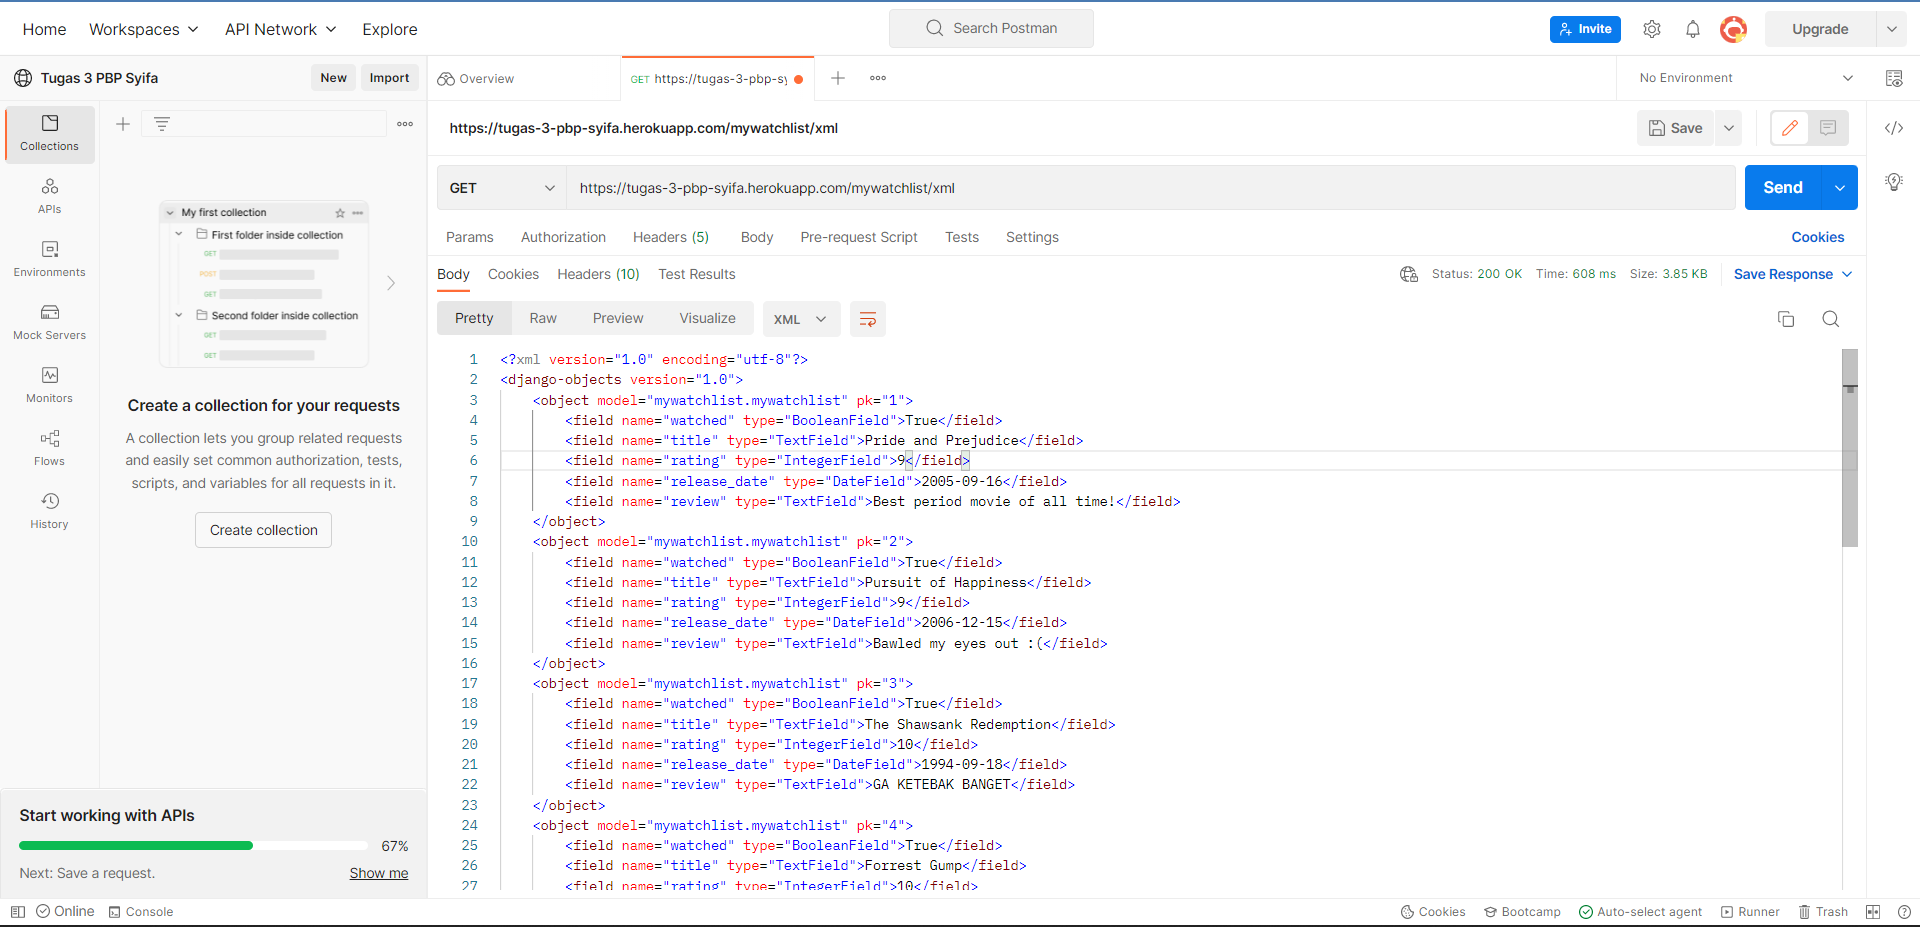 Home Workspaces API Network Explore Search Postman Invite Upgrade
Tugas 3 PBP Syifa New Import Overview GET https://tugas-3-pbp-sy No Environment
Collections
APIs
Environments
Mock Servers
Monitors
Flows
History
My first collection
First folder inside collection
GET
POST
GET
Second folder inside collection
GET
GET
Create a collection for your requests
A collection lets you group related requests
and easily set common authorization, tests,
scripts, and variables for all requests in it.
Create collection
Start working with APIs
67%
Next: Save a request. Show me
https://tugas-3-pbp-syifa.herokuapp.com/mywatchlist/xml Save
GET https://tugas-3-pbp-syifa.herokuapp.com/mywatchlist/xml Send
Params Authorization Headers (5) Body Pre-request Script Tests Settings Cookies
Body Cookies Headers (10) Test Results Status: 200 OK Time: 608 ms Size: 3.85 KB Save Response
Pretty Raw Preview Visualize XML
1 <?xml version="1.0" encoding="utf-8"?>
2 <django-objects version="1.0">
3 <object model="mywatchlist.mywatchlist" pk="1">
4 <field name="watched" type="BooleanField">True</field>
5 <field name="title" type="TextField">Pride and Prejudice</field>
6 <field name="rating" type="IntegerField">9</field>
7 <field name="release_date" type="DateField">2005-09-16</field>
8 <field name="review" type="TextField">Best period movie of all time!</field>
9 </object>
10 <object model="mywatchlist.mywatchlist" pk="2">
11 <field name="watched" type="BooleanField">True</field>
12 <field name="title" type="TextField">Pursuit of Happiness</field>
13 <field name="rating" type="IntegerField">9</field>
14 <field name="release_date" type="DateField">2006-12-15</field>
15 <field name="review" type="TextField">Bawled my eyes out :(</field>
16 </object>
17 <object model="mywatchlist.mywatchlist" pk="3">
18 <field name="watched" type="BooleanField">True</field>
19 <field name="title" type="TextField">The Shawsank Redemption</field>
20 <field name="rating" type="IntegerField">10</field>
21 <field name="release_date" type="DateField">1994-09-18</field>
22 <field name="review" type="TextField">GA KETEBAK BANGET</field>
23 </object>
24 <object model="mywatchlist.mywatchlist" pk="4">
25 <field name="watched" type="BooleanField">True</field>
26 <field name="title" type="TextField">Forrest Gump</field>
27 <field name="rating" type="IntegerField">10</field>
Online Console Cookies Bootcamp Auto-select agent Runner Trash